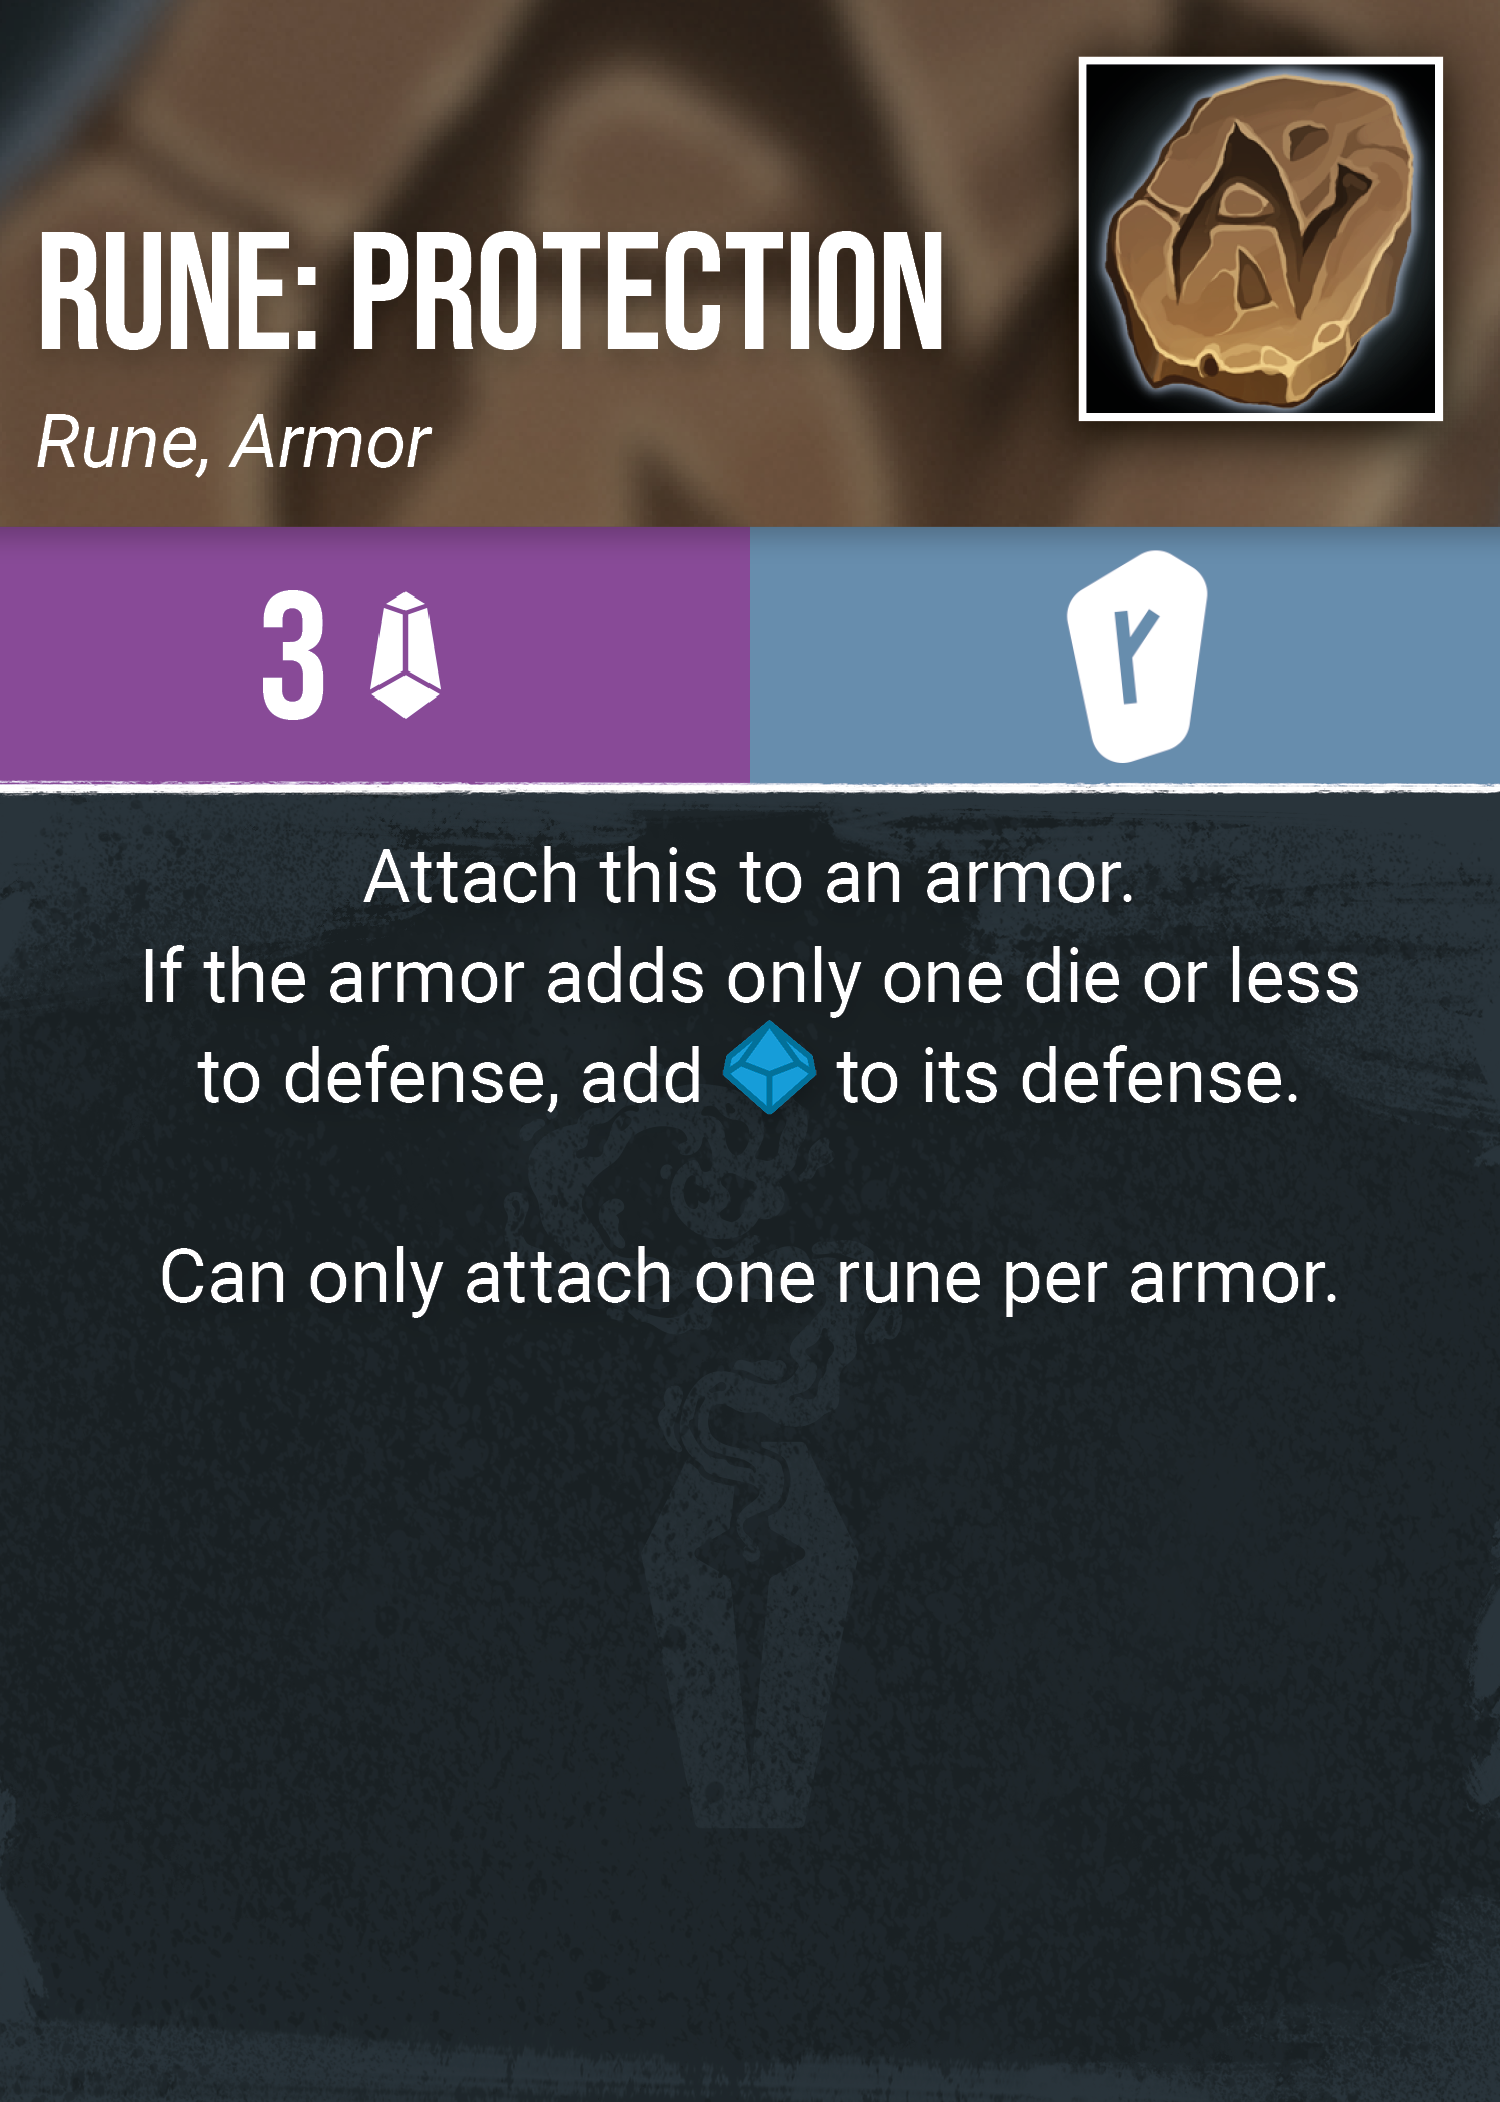 RUNE: PROTECTION
Rune, Armor
3
Attach this to an armor.
If the armor adds only one die or less
to defense, add to its defense.
Can only attach one rune per armor.